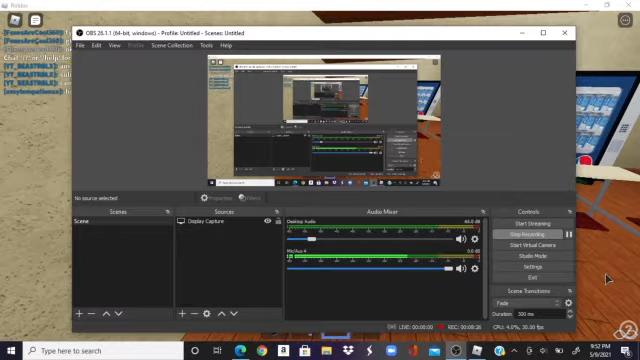 Roblox
OBS 26.1.1 (64-bit, windows) - Profile: Untitled - Scenes: Untitled
File Edit View Profile Scene Collection Tools Help
No source selected
Properties Filters
Scenes
Scene
Sources
Display Capture
Audio Mixer
Desktop Audio
Mic/Aux 4
0.0 dB
Controls
Start Streaming
Stop Recording
Start Virtual Camera
Studio Mode
Settings
Exit
Scene Transitions
Fade
Duration 300 ms
LIVE: 00:00:00 REC: 00:08:26 CPU: 4.0%, 30.00 fps
Type here to search
9:52 PM
5/9/2021